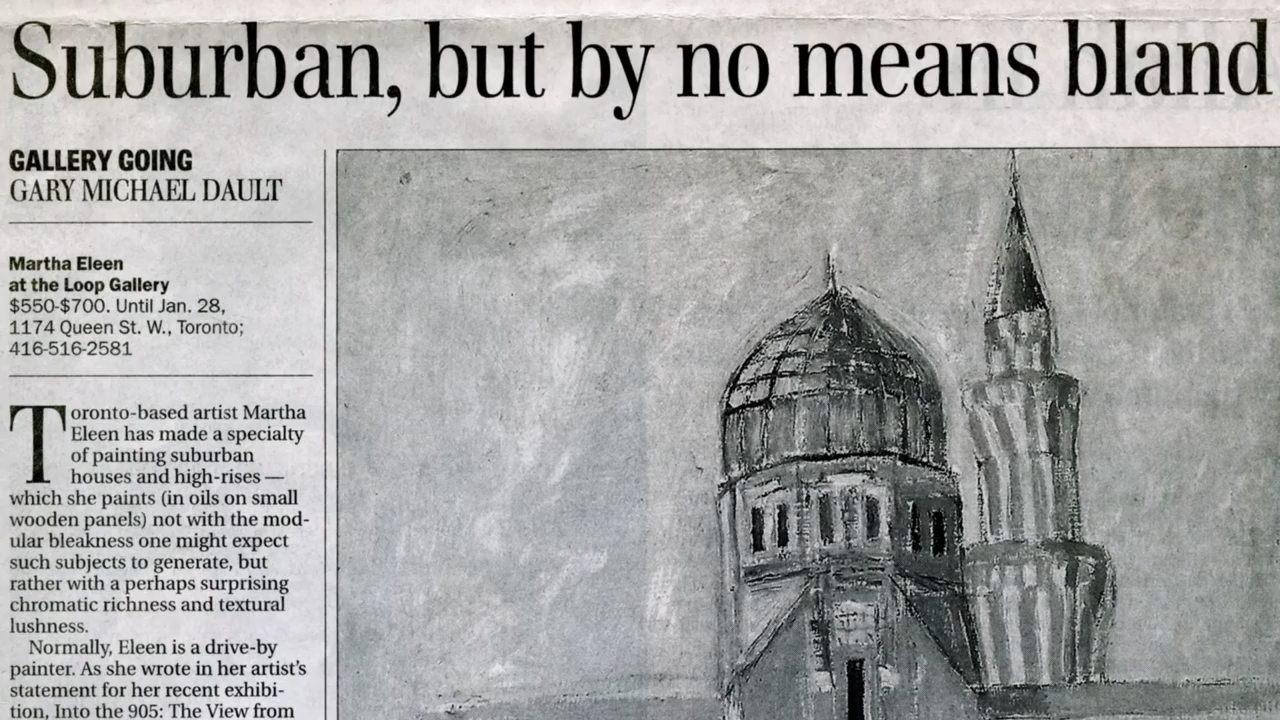 Suburban, but by no means bland
GALLERY GOING
GARY MICHAEL DAULT
Martha Eleen
at the Loop Gallery
$550-$700. Until Jan. 28,
1174 Queen St. W., Toronto;
416-516-2581
Toronto-based artist Martha
Eleen has made a specialty
of painting suburban
houses and high-rises —
which she paints (in oils on small
wooden panels) not with the mod-
ular bleakness one might expect
such subjects to generate, but
rather with a perhaps surprising
chromatic richness and textural
lushness.
Normally, Eleen is a drive-by
painter. As she wrote in her artist's
statement for her recent exhibi-
tion, Into the 905: The View from